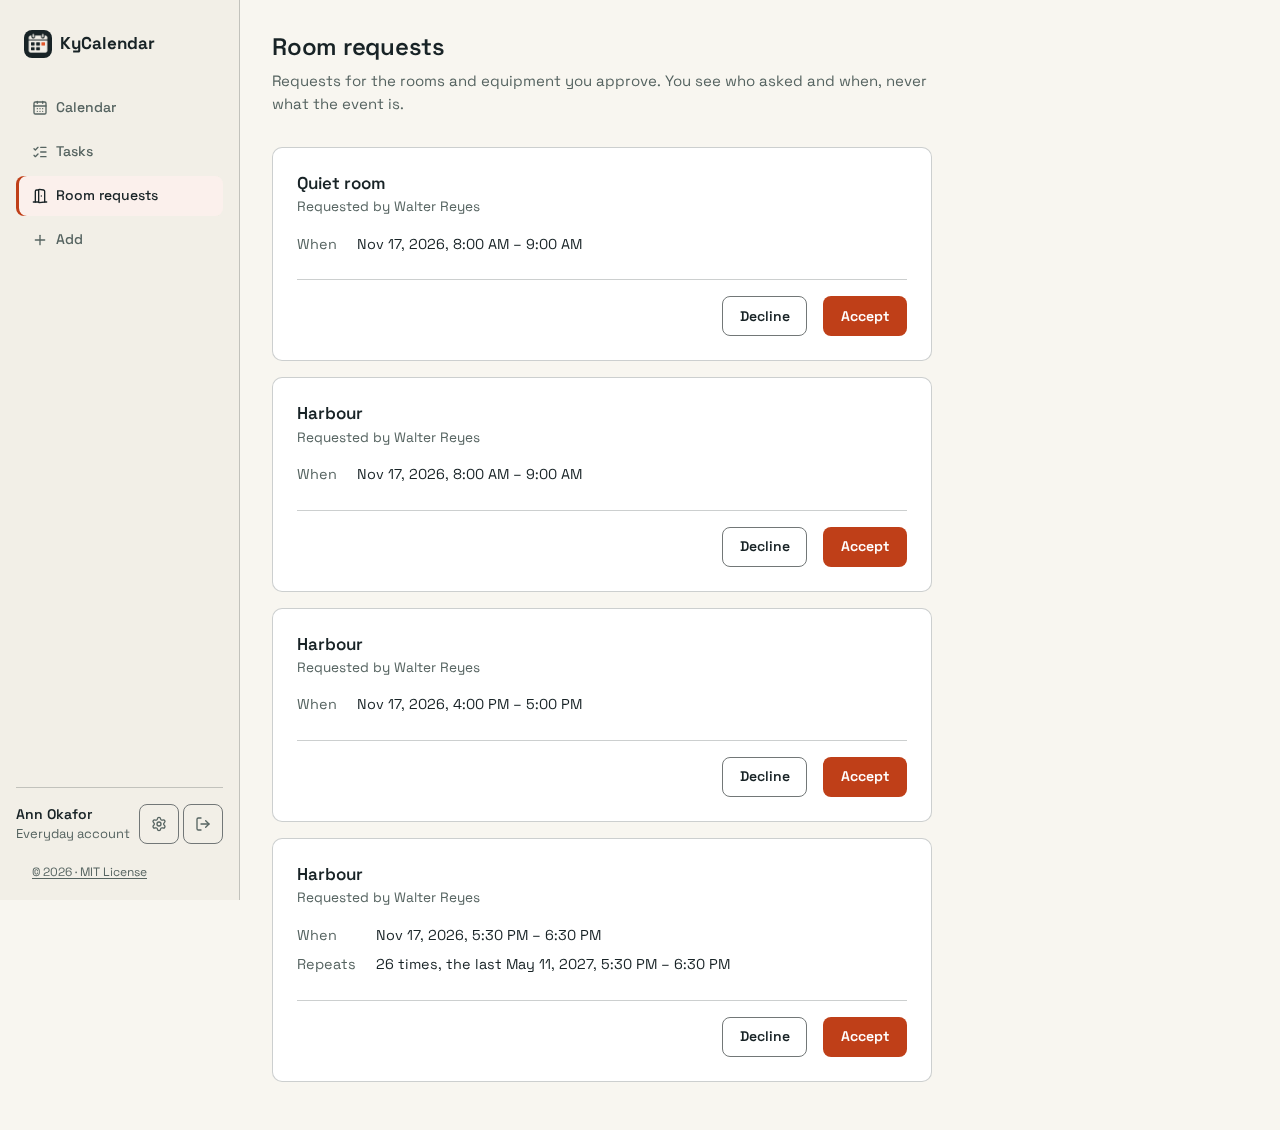 KyCalendar
Calendar
Tasks
Room requests
Add
Ann Okafor
Everyday account
© 2026 · MIT License
Room requests
Requests for the rooms and equipment you approve. You see who asked and when, never
what the event is.
Quiet room
Requested by Walter Reyes
When Nov 17, 2026, 8:00 AM – 9:00 AM
Decline Accept
Harbour
Requested by Walter Reyes
When Nov 17, 2026, 8:00 AM – 9:00 AM
Decline Accept
Harbour
Requested by Walter Reyes
When Nov 17, 2026, 4:00 PM – 5:00 PM
Decline Accept
Harbour
Requested by Walter Reyes
When Nov 17, 2026, 5:30 PM – 6:30 PM
Repeats 26 times, the last May 11, 2027, 5:30 PM – 6:30 PM
Decline Accept